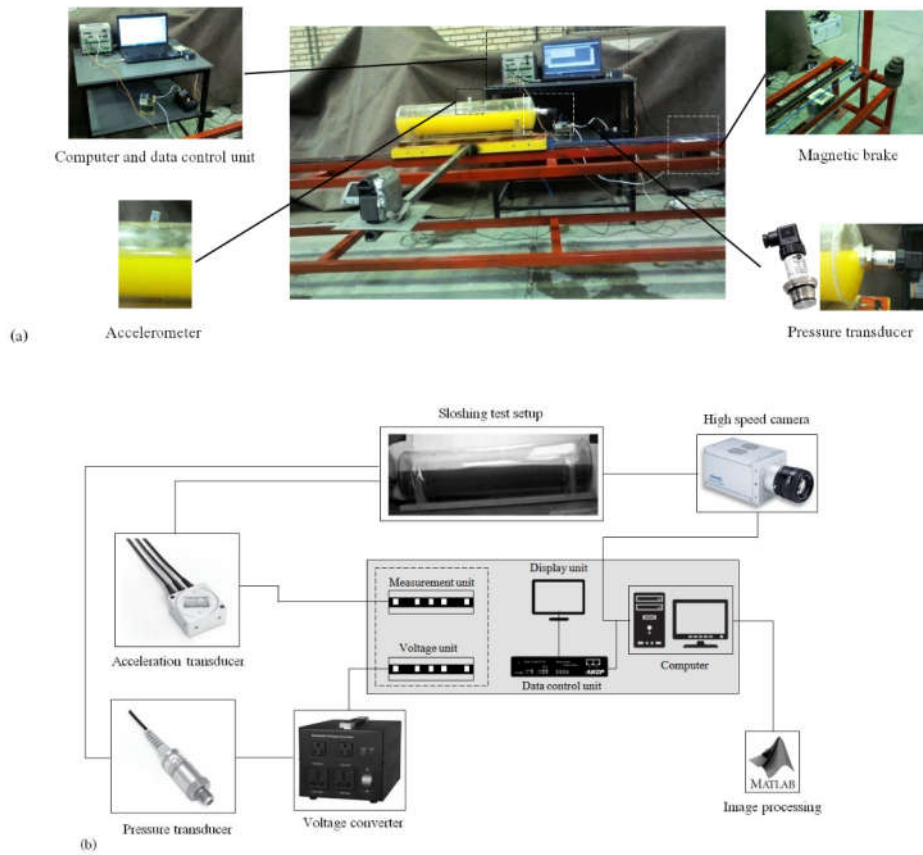 Computer and data control unit
Magnetic brake
Accelerometer
Pressure transducer
(a)
Sloshing test setup
High speed camera
Measurement unit
Display unit
Voltage unit
Acceleration transducer
Data control unit
Computer
MATLAB
Pressure transducer
Voltage converter
Image processing
(b)